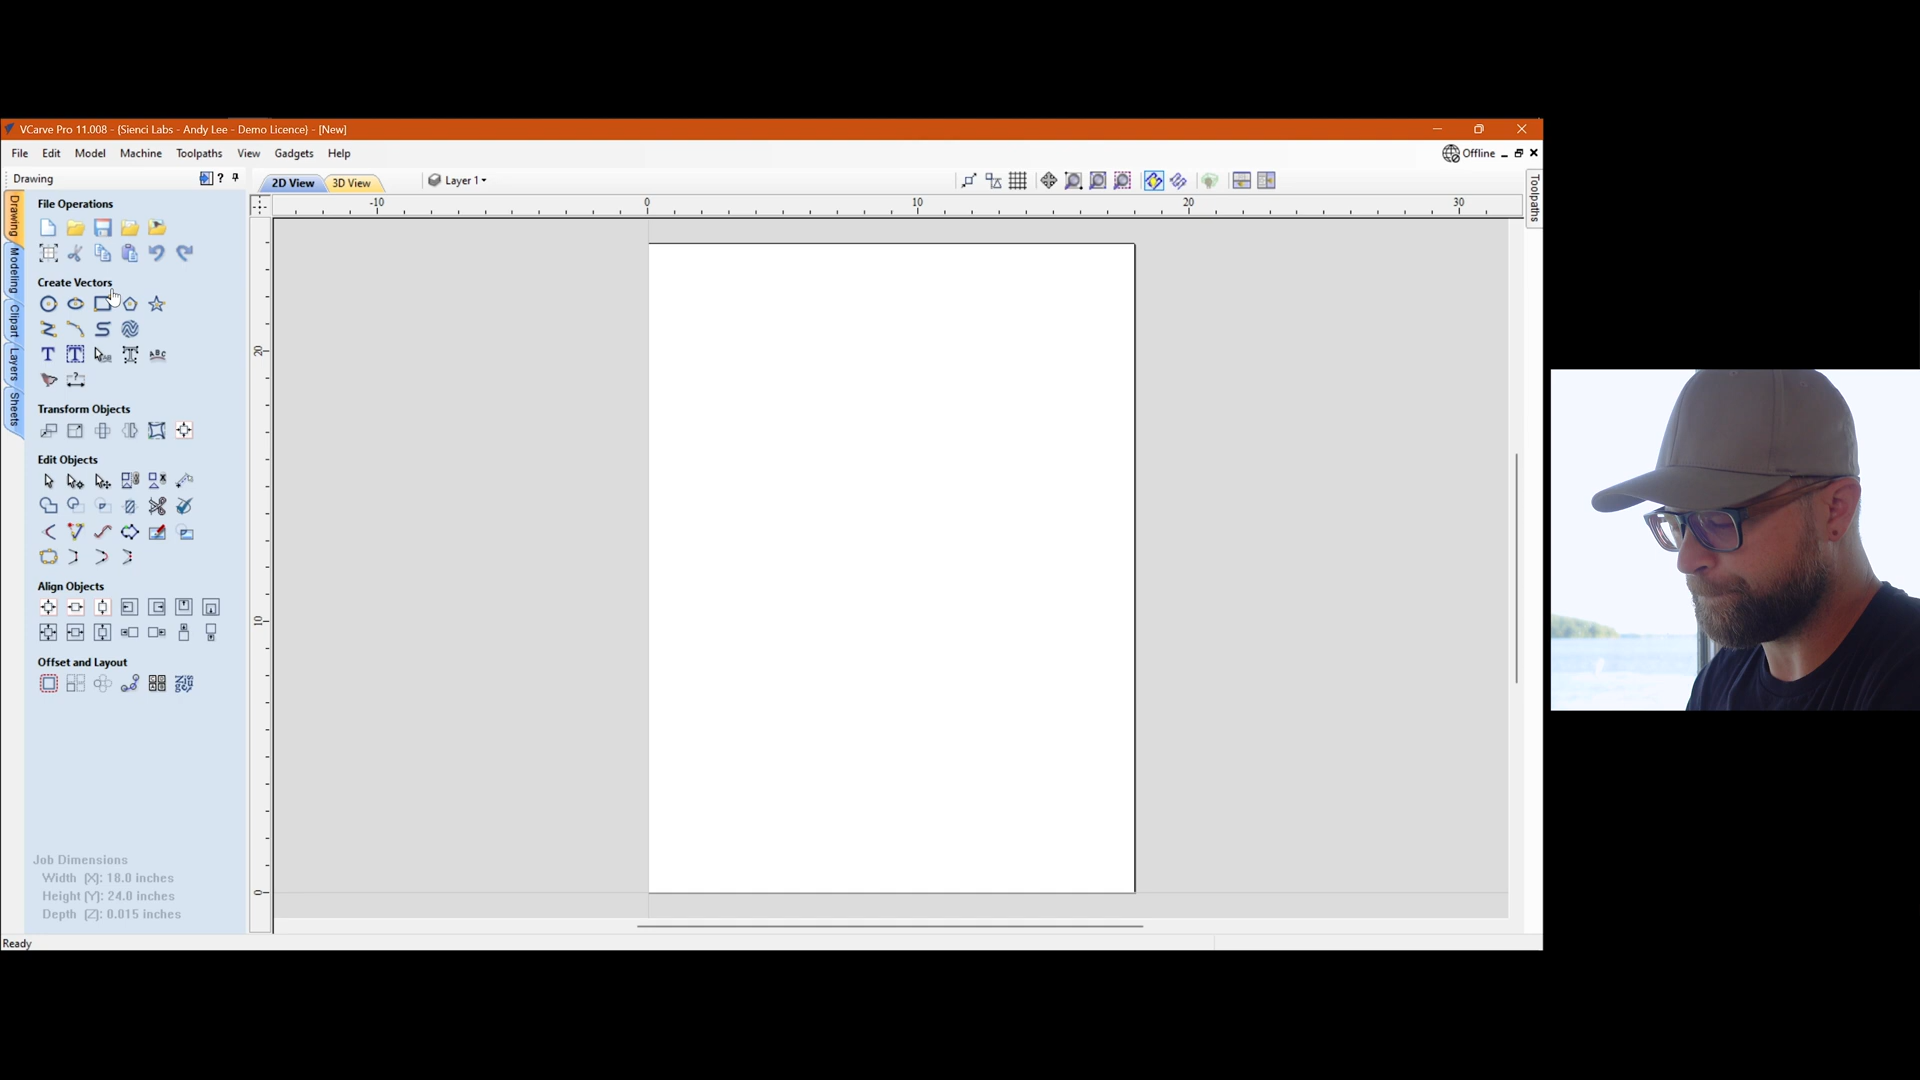 VCarve Pro 11.008 - {Sienci Labs - Andy Lee - Demo Licence} - [New]
File Edit Model Machine Toolpaths View Gadgets Help
Offline
Drawing
2D View 3D View
Layer 1
-10 0 10 20 30
20
10
0
Drawing
Modeling
Clipart
Layers
Sheets
File Operations
Create Vectors
Transform Objects
Edit Objects
Align Objects
Offset and Layout
Job Dimensions
Width [X]: 18.0 inches
Height [Y]: 24.0 inches
Depth [Z]: 0.015 inches
Toolpaths
Ready